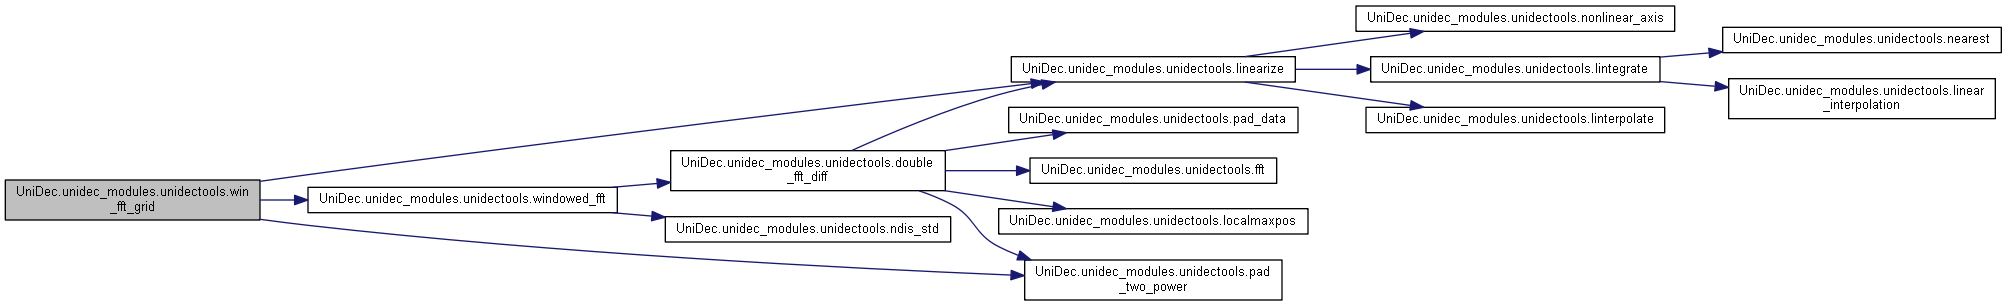 UniDec.unidec_modules.unidectools.win
_fft_grid
UniDec.unidec_modules.unidectools.windowed_fft
UniDec.unidec_modules.unidectools.double
_fft_diff
UniDec.unidec_modules.unidectools.ndis_std
UniDec.unidec_modules.unidectools.linearize
UniDec.unidec_modules.unidectools.pad_data
UniDec.unidec_modules.unidectools.fft
UniDec.unidec_modules.unidectools.localmaxpos
UniDec.unidec_modules.unidectools.pad
_two_power
UniDec.unidec_modules.unidectools.nonlinear_axis
UniDec.unidec_modules.unidectools.lintegrate
UniDec.unidec_modules.unidectools.linterpolate
UniDec.unidec_modules.unidectools.nearest
UniDec.unidec_modules.unidectools.linear
_interpolation